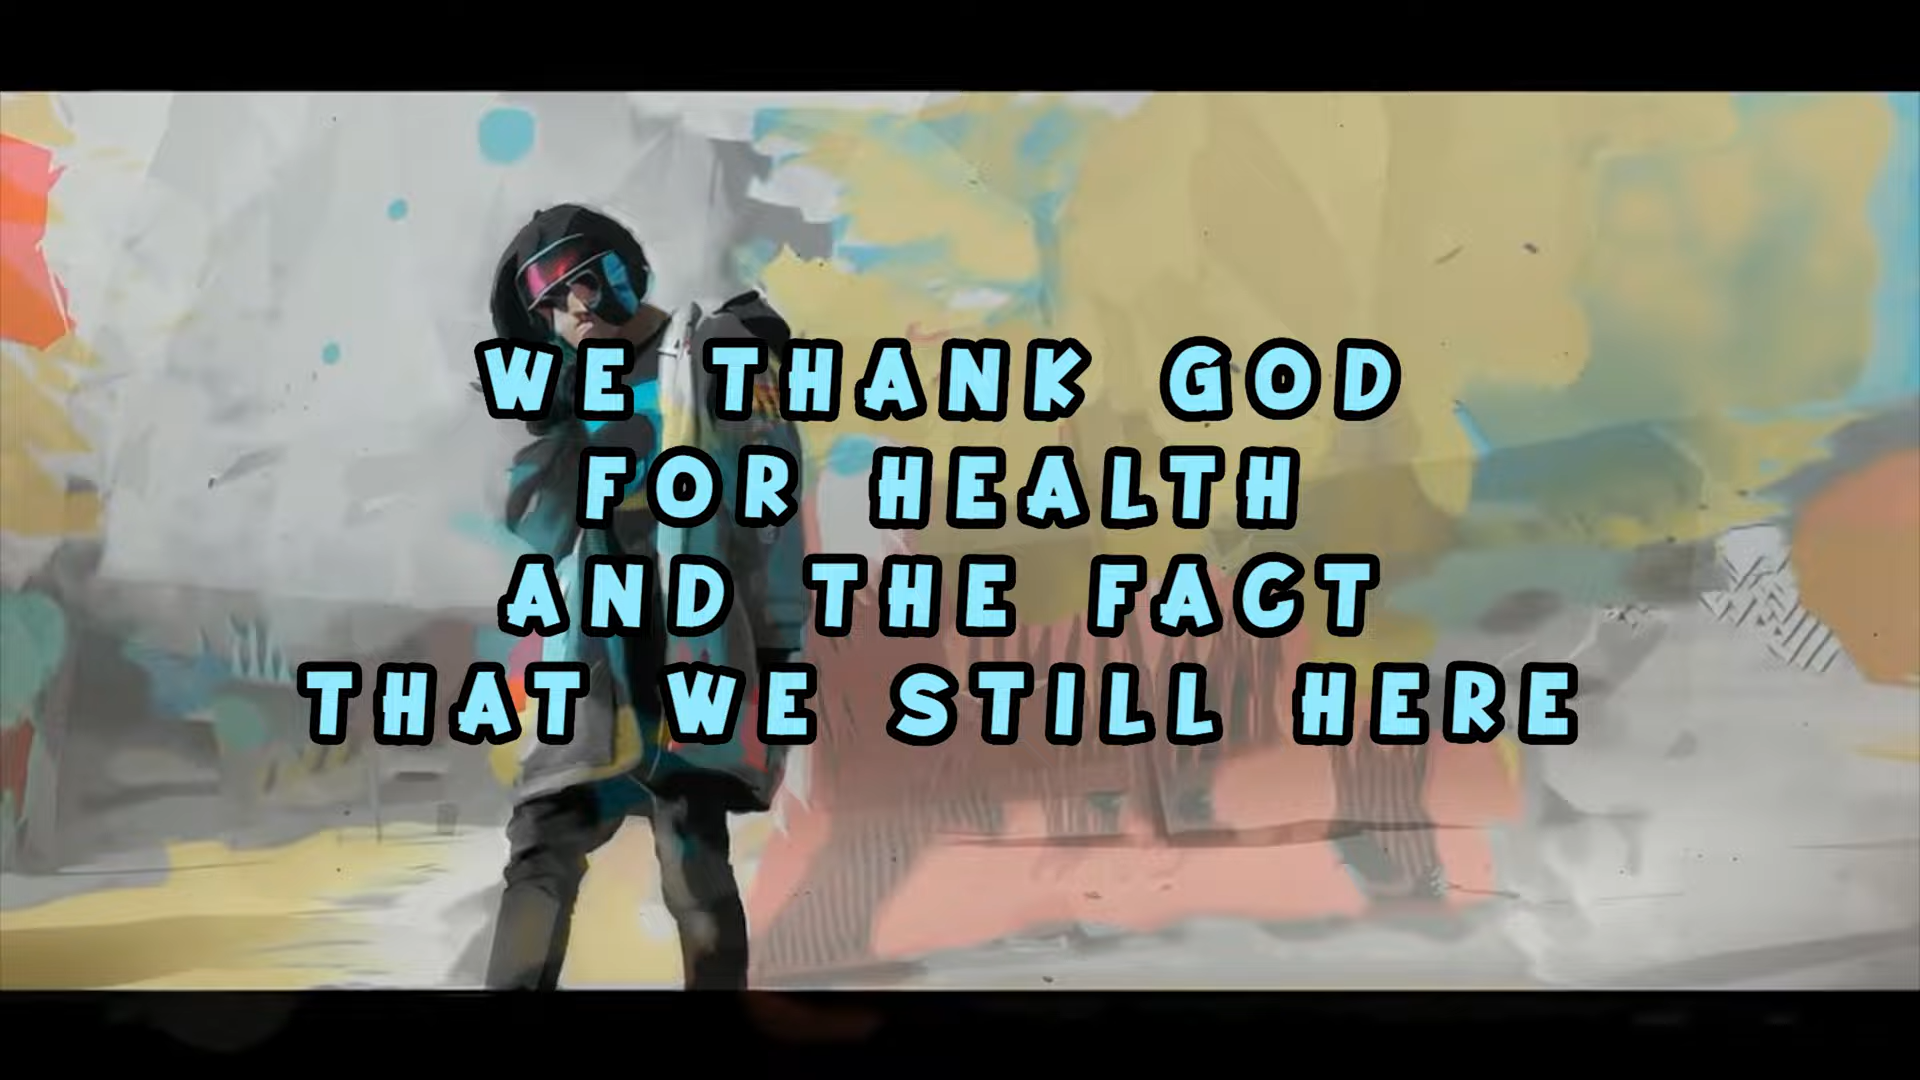 WE THANK GOD
FOR HEALTH
AND THE FACT
THAT WE STILL HERE